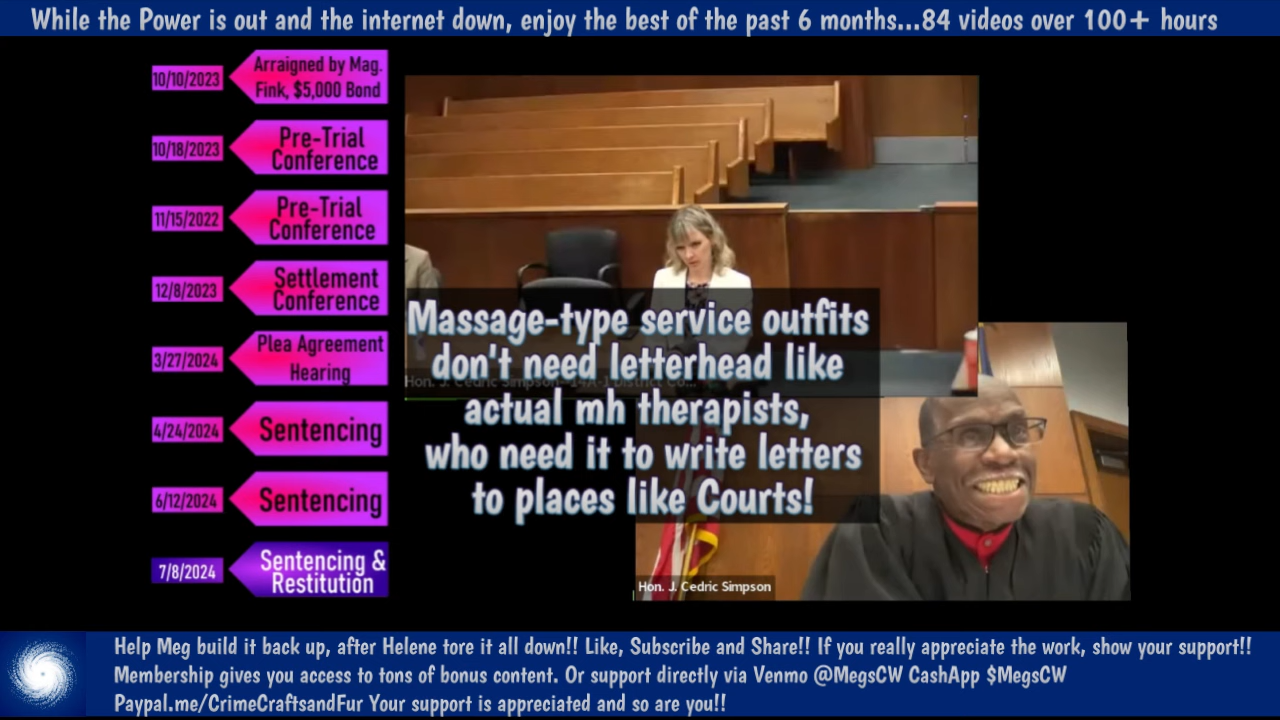 While the Power is out and the internet down, enjoy the best of the past 6 months...84 videos over 100+ hours
10/10/2023
Arraigned by Mag.
Fink, $5,000 Bond
10/18/2023
Pre-Trial
Conference
11/15/2022
Pre-Trial
Conference
12/8/2023
Settlement
Conference
3/27/2024
Plea Agreement
Hearing
4/24/2024
Sentencing
6/12/2024
Sentencing
7/8/2024
Sentencing &
Restitution
Massage-type service outfits
don't need letterhead like
Hon. J. Cedric Simpson - 14A-1 District Co...
actual mh therapists,
who need it to write letters
to places like Courts!
Hon. J. Cedric Simpson
Help Meg build it back up, after Helene tore it all down!! Like, Subscribe and Share!! If you really appreciate the work, show your support!!
Membership gives you access to tons of bonus content. Or support directly via Venmo @MegsCW CashApp $MegsCW
Paypal.me/CrimeCraftsandFur Your support is appreciated and so are you!!